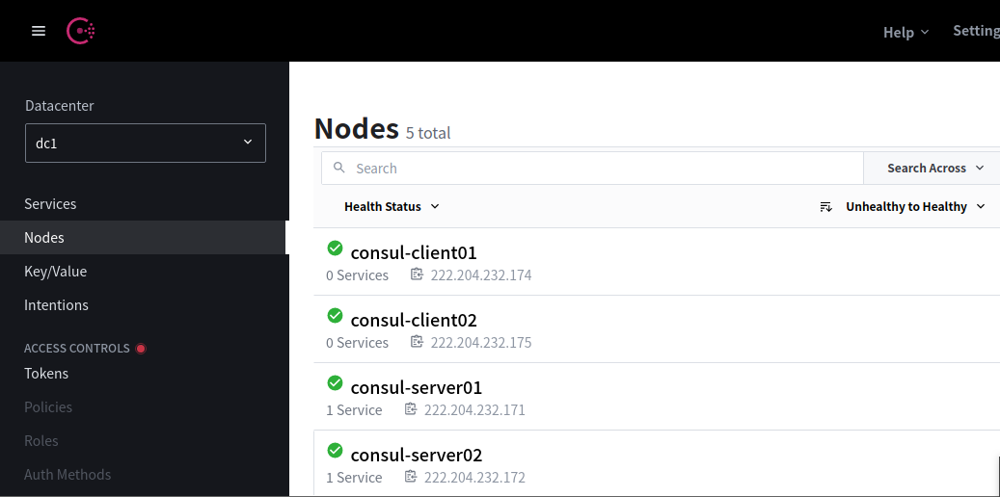 Help
Setting
Datacenter
dc1
Services
Nodes
Key/Value
Intentions
ACCESS CONTROLS
Tokens
Policies
Roles
Auth Methods
Nodes 5 total
Search
Search Across
Health Status
Unhealthy to Healthy
consul-client01
0 Services 222.204.232.174
consul-client02
0 Services 222.204.232.175
consul-server01
1 Service 222.204.232.171
consul-server02
1 Service 222.204.232.172